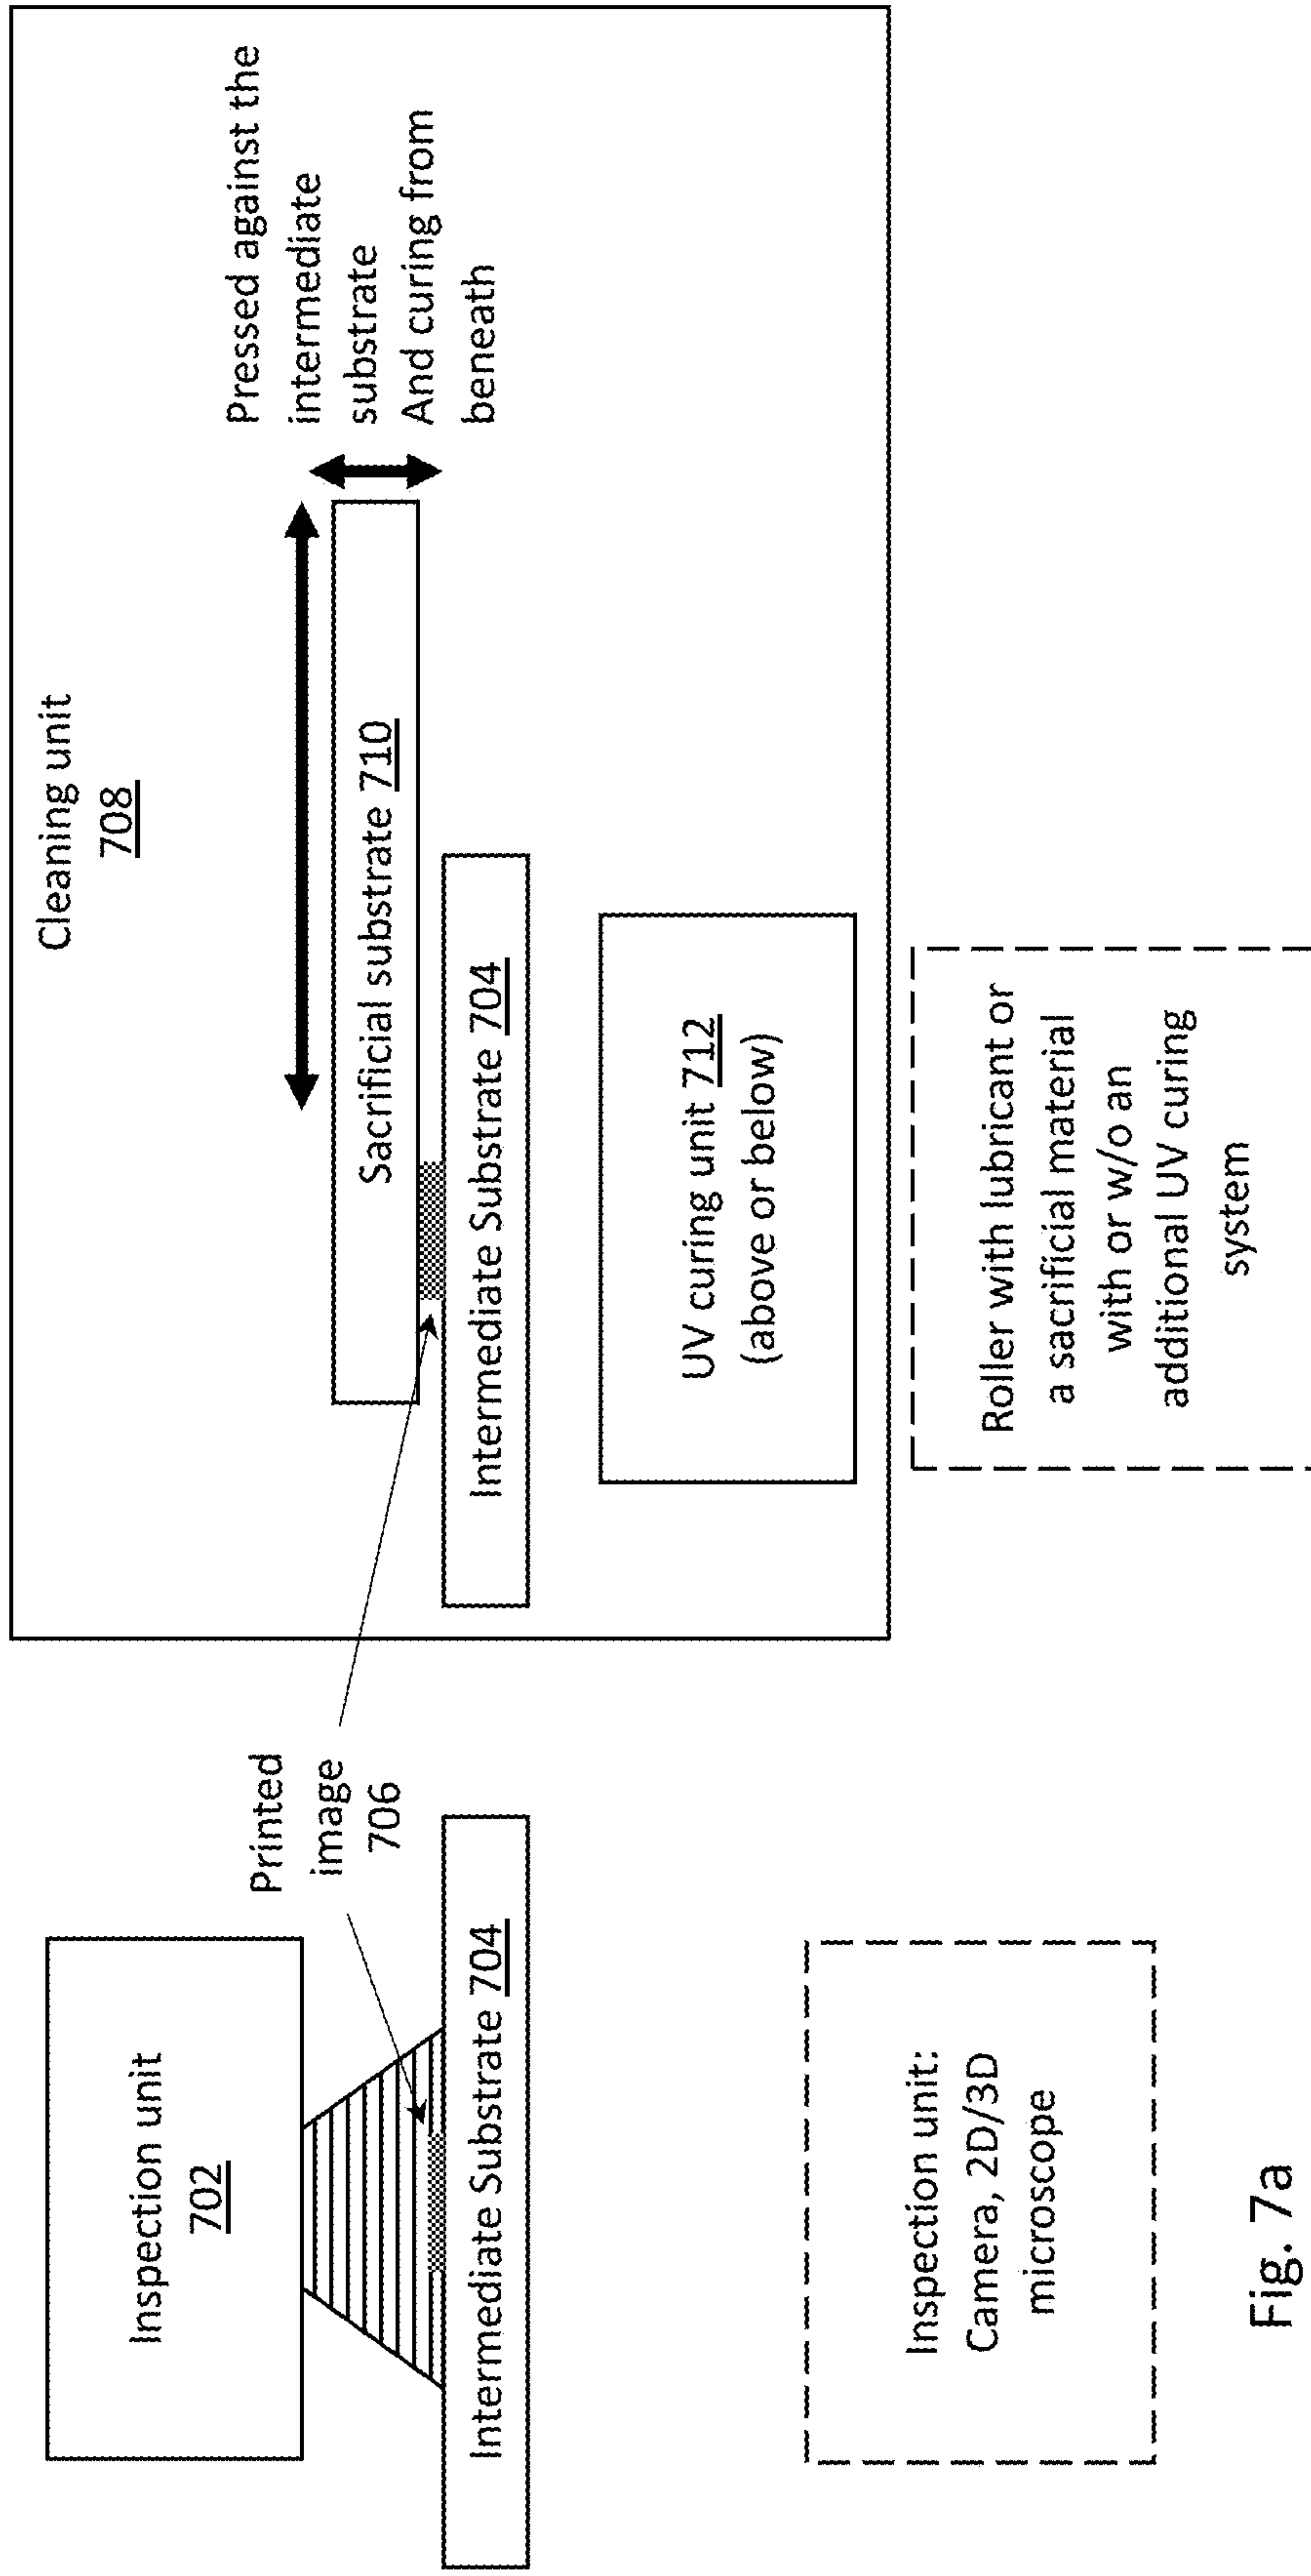 Inspection unit
702
Printed
image
706
Intermediate Substrate 704
Inspection unit:
Camera, 2D/3D
microscope
Cleaning unit
708
Pressed against the
intermediate
substrate
And curing from
beneath
Sacrificial substrate 710
Intermediate Substrate 704
UV curing unit 712
(above or below)
Roller with lubricant or
a sacrificial material
with or w/o an
additional UV curing
system
Fig. 7a